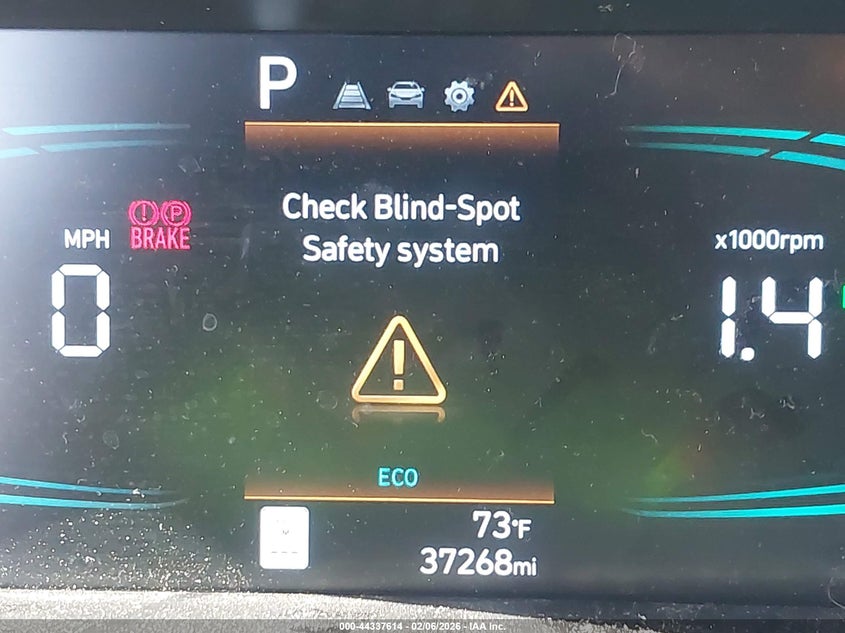 P
Check Blind-Spot
Safety system
MPH
BRAKE
0
x1000rpm
1.4
ECO
73°F
37268mi
000-44337614 - 02/06/2026 - IAA Inc.